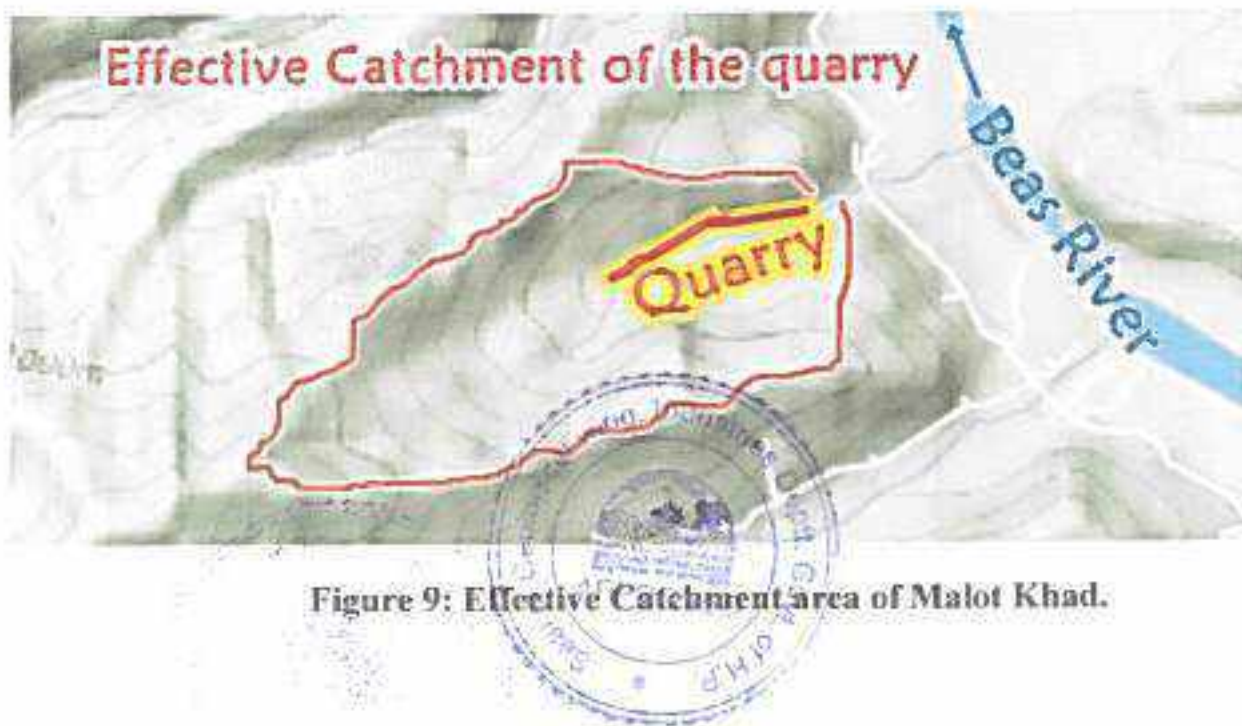 Effective Catchment of the quarry
Beas River
Quarry
Figure 9: Effective Catchment area of Malot Khad.